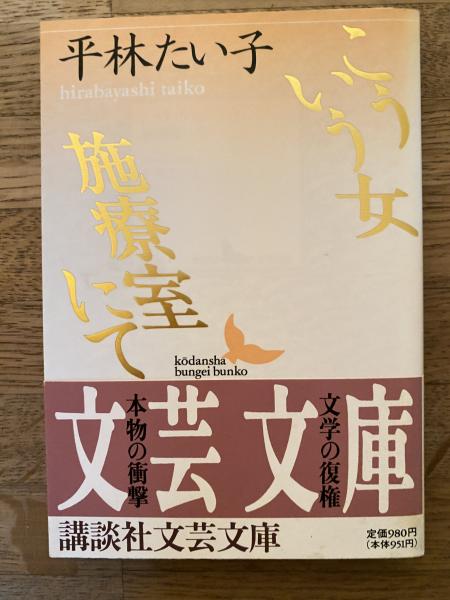 平林たい子
hirabayashi taiko
こういう女
施療室にて
kōdansha
bungei bunko
文芸文庫
文学の復権
本物の衝撃
講談社文芸文庫
定価980円
(本体951円)